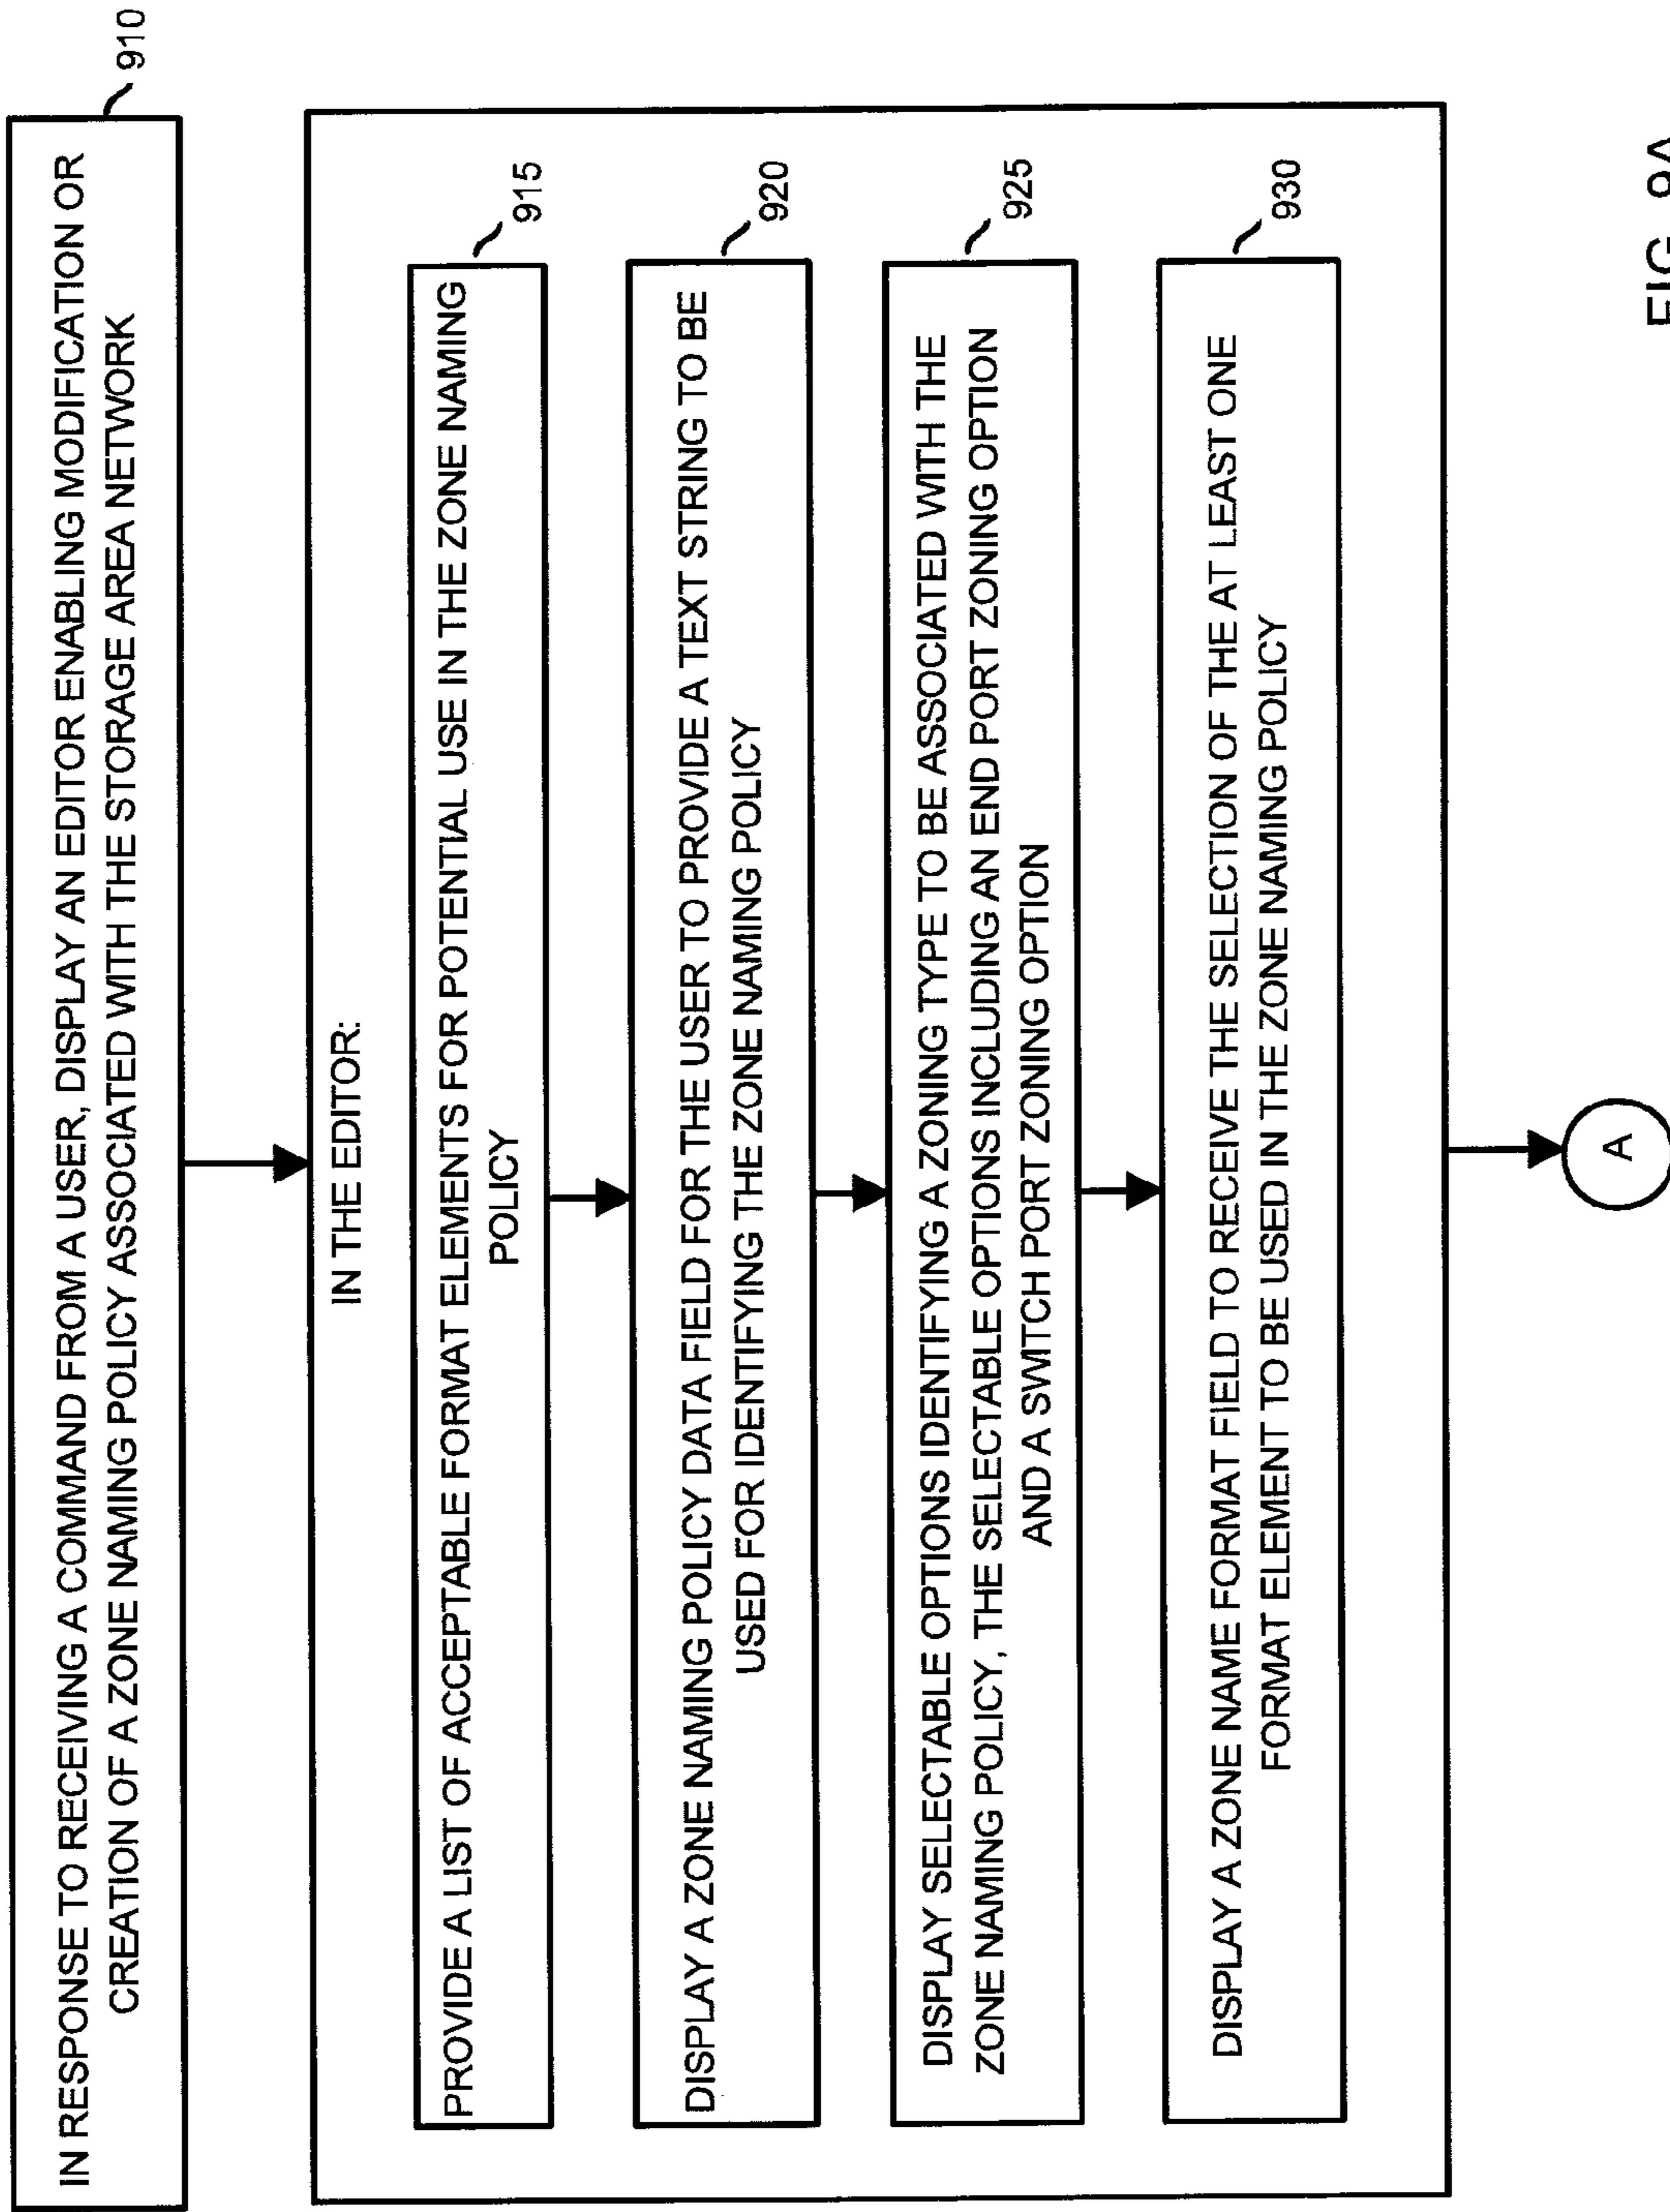 IN RESPONSE TO RECEIVING A COMMAND FROM A USER, DISPLAY AN EDITOR ENABLING MODIFICATION OR
CREATION OF A ZONE NAMING POLICY ASSOCIATED WITH THE STORAGE AREA NETWORK
910
IN THE EDITOR:
PROVIDE A LIST OF ACCEPTABLE FORMAT ELEMENTS FOR POTENTIAL USE IN THE ZONE NAMING
POLICY
915
DISPLAY A ZONE NAMING POLICY DATA FIELD FOR THE USER TO PROVIDE A TEXT STRING TO BE
USED FOR IDENTIFYING THE ZONE NAMING POLICY
920
DISPLAY SELECTABLE OPTIONS IDENTIFYING A ZONING TYPE TO BE ASSOCIATED WITH THE
ZONE NAMING POLICY, THE SELECTABLE OPTIONS INCLUDING AN END PORT ZONING OPTION
AND A SWITCH PORT ZONING OPTION
925
DISPLAY A ZONE NAME FORMAT FIELD TO RECEIVE THE SELECTION OF THE AT LEAST ONE
FORMAT ELEMENT TO BE USED IN THE ZONE NAMING POLICY
930
A
FIG. 9A